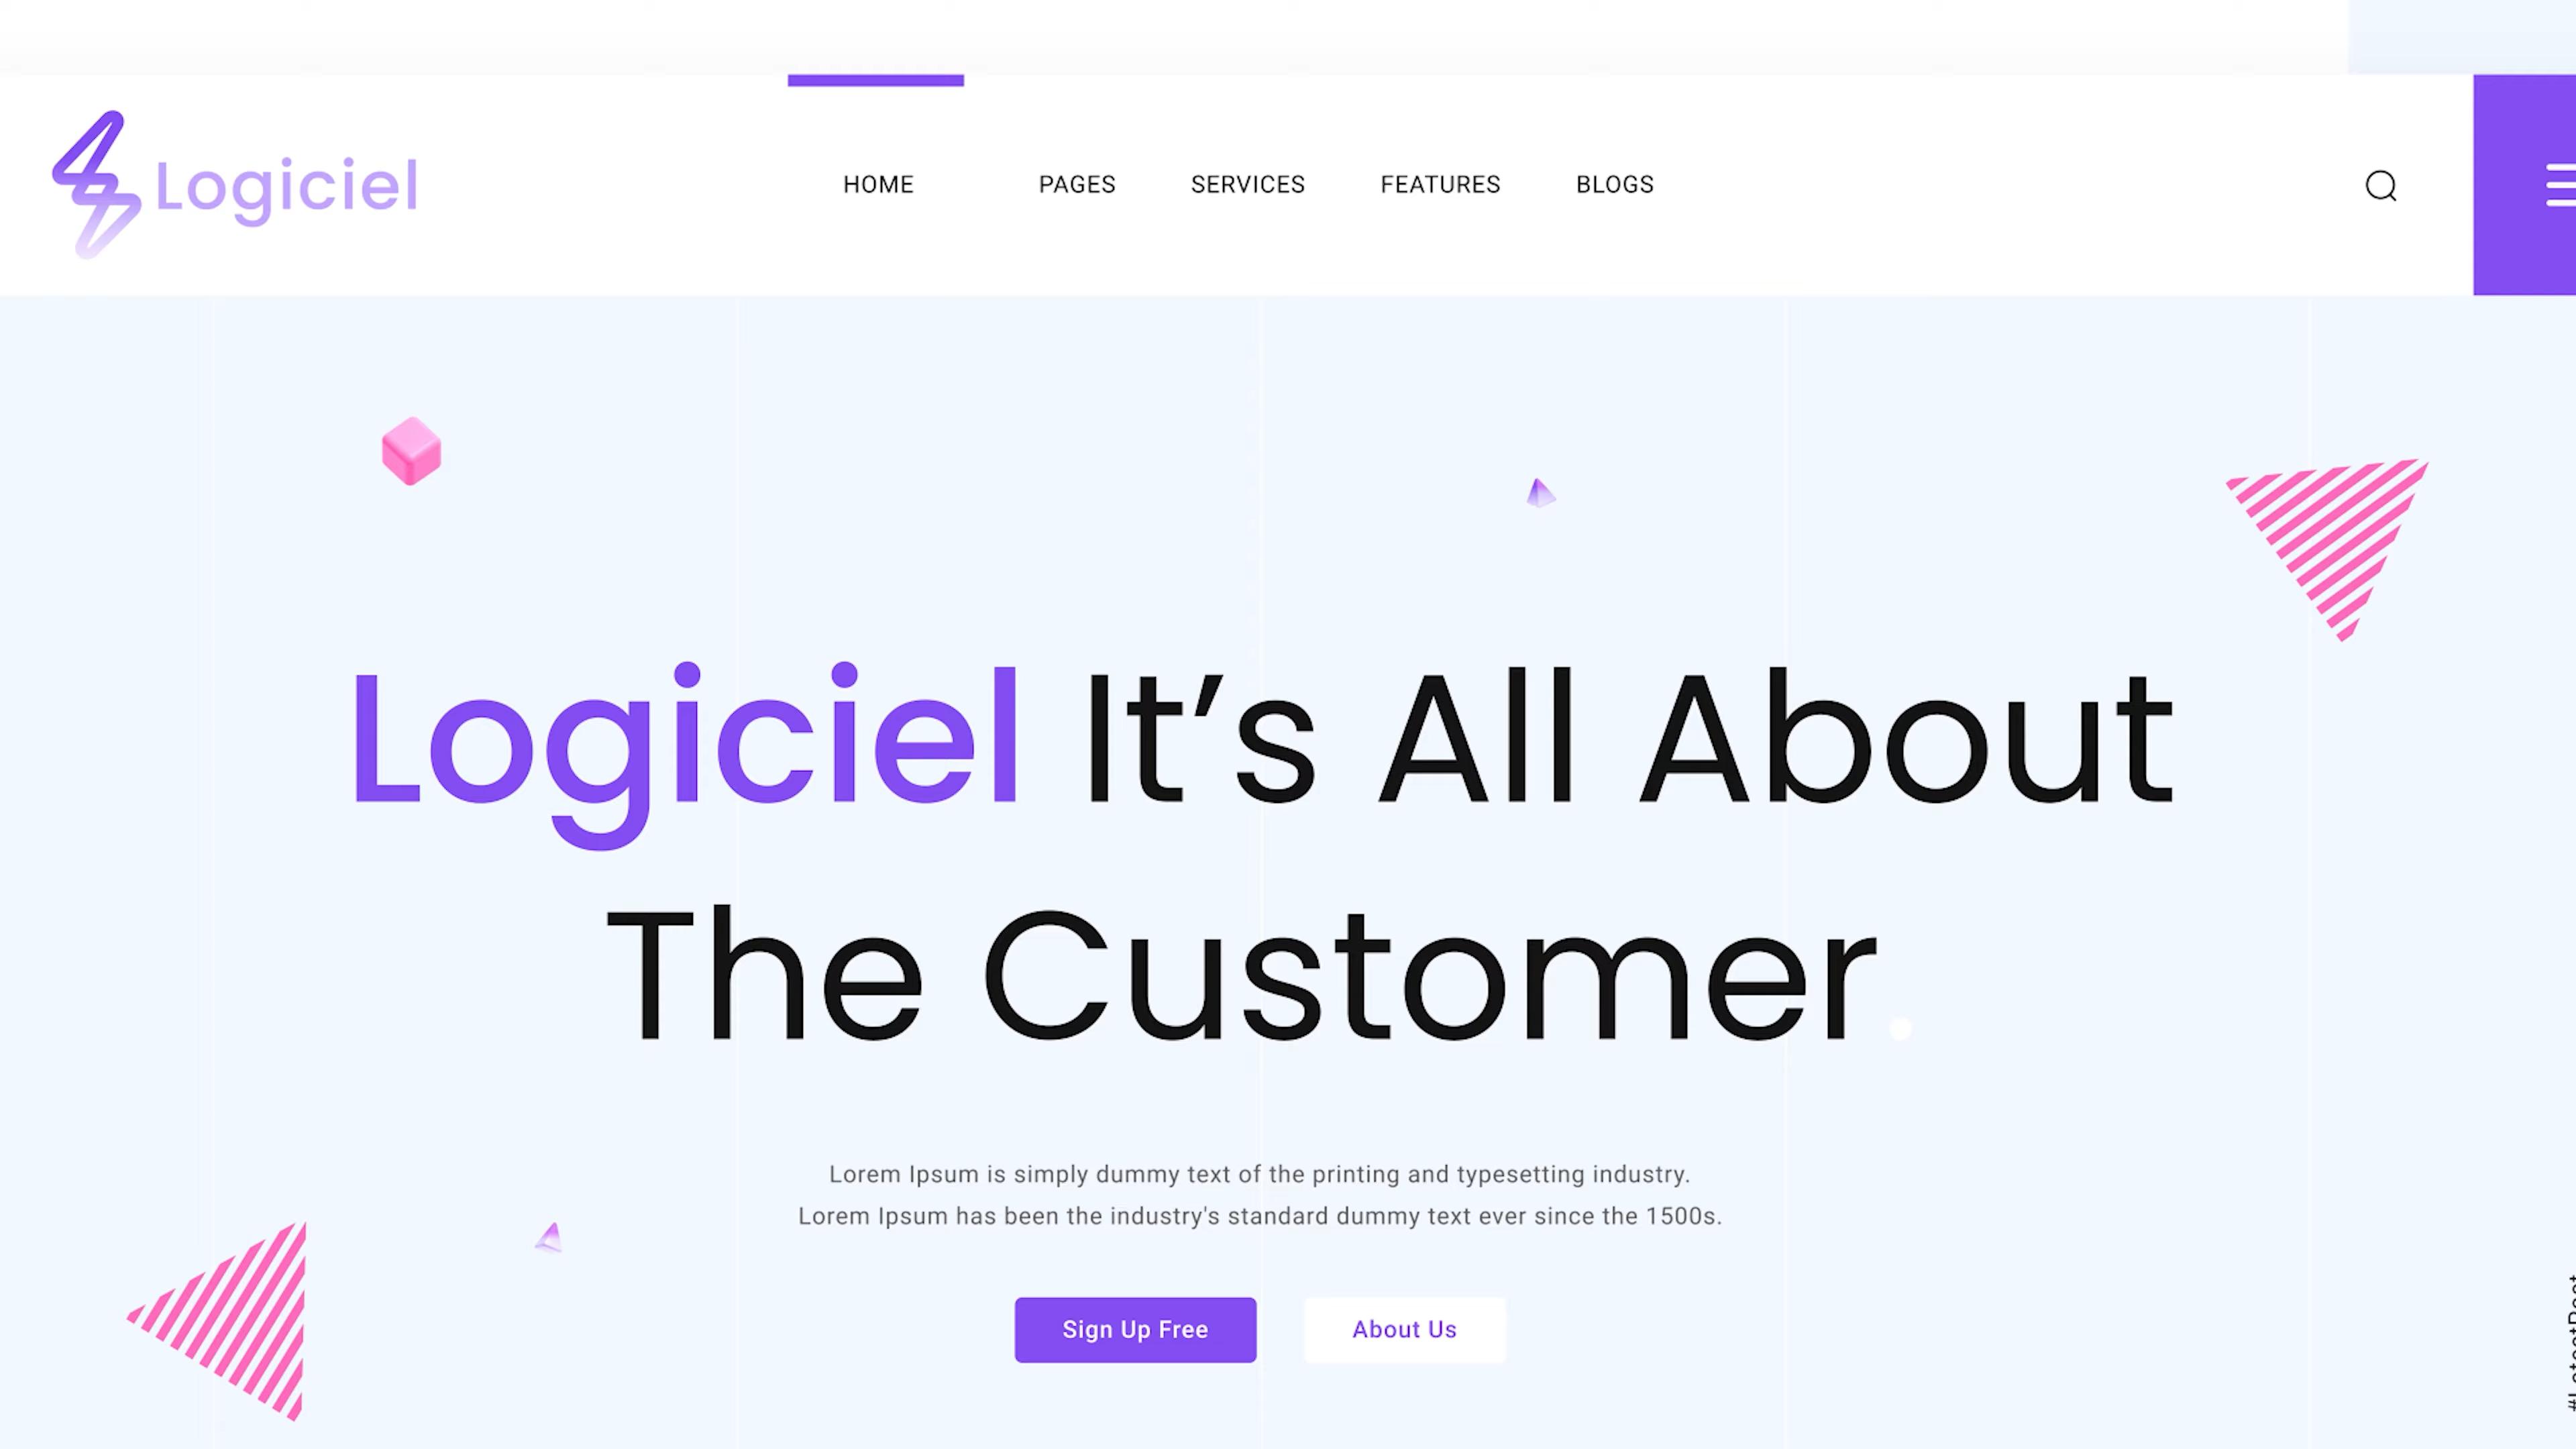 Logiciel
HOME PAGES SERVICES FEATURES BLOGS
Logiciel It’s All About
The Customer.
Lorem Ipsum is simply dummy text of the printing and typesetting industry.
Lorem Ipsum has been the industry's standard dummy text ever since the 1500s.
Sign Up Free About Us